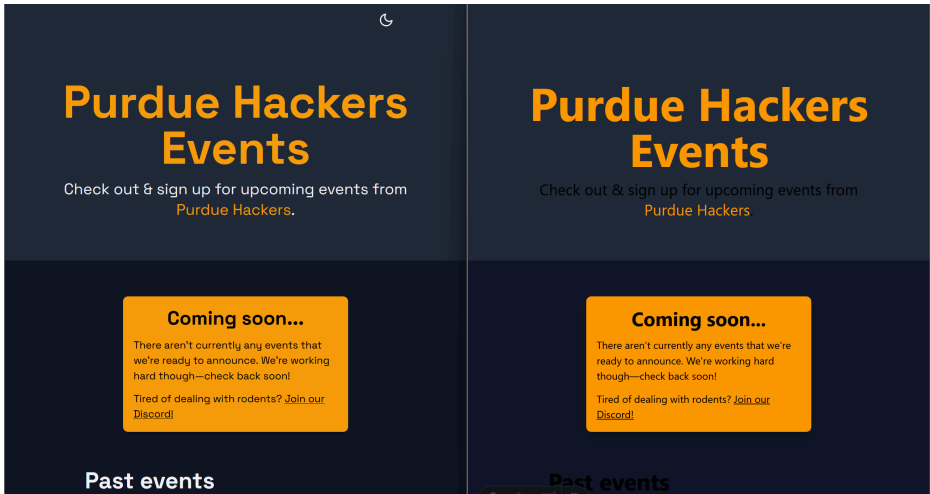 Purdue Hackers
Events
Check out & sign up for upcoming events from
Purdue Hackers.
Coming soon...
There aren't currently any events that
we're ready to announce. We're working
hard though—check back soon!
Tired of dealing with rodents? Join our
Discord!
Past events
Purdue Hackers
Events
Check out & sign up for upcoming events from
Purdue Hackers
Coming soon...
There aren't currently any events that we're
ready to announce. We're working hard
though—check back soon!
Tired of dealing with rodents? Join our
Discord!
Past events